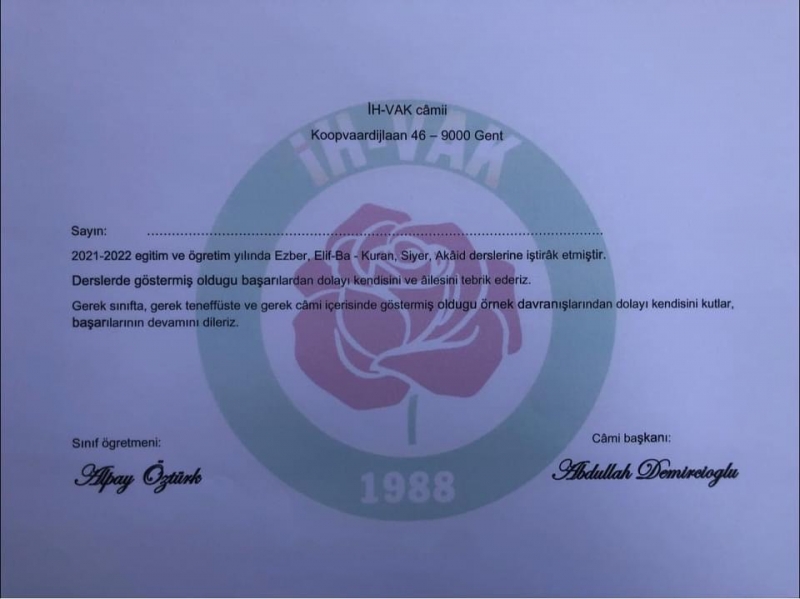 İH-VAK câmii
Koopvaardijlaan 46 – 9000 Gent
İH-VAK
Sayın: ....................................................................................................
2021-2022 egitim ve ögretim yılında Ezber, Elif-Ba - Kuran, Siyer, Akâid derslerine iştirâk etmiştir.
Derslerde göstermiş oldugu başarılardan dolayı kendisini ve âilesini tebrik ederiz.
Gerek sınıfta, gerek teneffüste ve gerek câmi içerisinde göstermiş oldugu örnek davranışlarından dolayı kendisini kutlar,
başarılarının devamını dileriz.
Sınıf ögretmeni:
Câmi başkanı:
Alpay Öztürk
Abdullah Demircioglu
1988